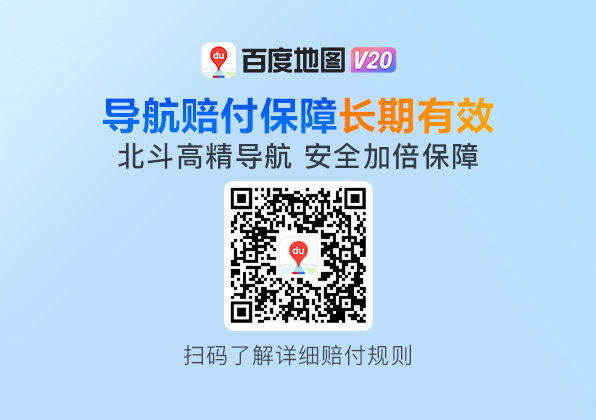 du 百度地图 V20
导航赔付保障长期有效
北斗高精导航 安全加倍保障
du
扫码了解详细赔付规则